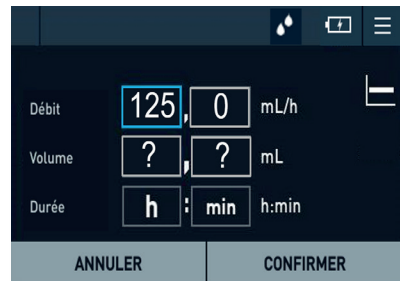 Débit 125,0 mL/h
Volume ?,? mL
Durée h : min h:min
ANNULER CONFIRMER